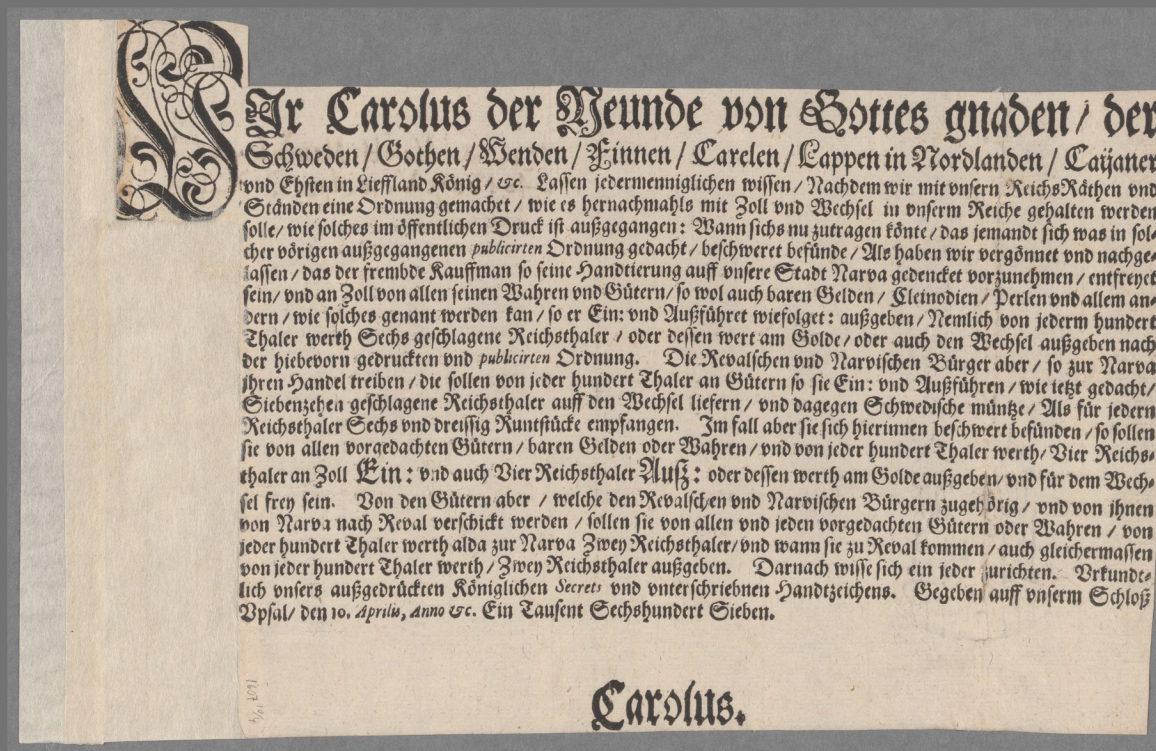 WJr Carolus der Neunde von Gottes gnaden / der
Schweden / Gothen / Wenden / Finnen / Carelen / Lappen in Nordlanden / Caÿaner
vnd Ehsten in Lieffland König / &c. Lassen jedermenniglichen wissen / Nachdem wir mit vnsern ReichsRäthen vnd
Ständen eine Ordnung gemachet / wie es hernachmahls mit Zoll vnd Wechsel in vnserm Reiche gehalten werden
solle / wie solches im öffentlichen Druck ist außgegangen: Wann sichs nu zutragen könte / das jemandt sich was in sol-
cher vörigen außgegangenen publicirten Ordnung gedacht / beschweret befünde / Als haben wir vergönnet vnd nachge-
lassen / das der frembde Kauffman so seine Handtierung auff vnsere Stadt Narva gedencket vorzunehmen / entfreyet
sein / vnd an Zoll von allen seinen Wahren vnd Gütern / so wol auch baren Gelden / Cleinodien / Perlen vnd allem an-
dern / wie solches genant werden kan / so er Ein: vnd Außführet wiefolget: außgeben / Nemlich von jederm hundert
Thaler werth Sechs geschlagene Reichsthaler / oder dessen wert am Golde / oder auch den Wechsel außgeben nach
der hiebevorn gedruckten vnd publicirten Ordnung. Die Revalschen vnd Narvischen Bürger aber / so zur Narva
jhren Handel treiben / die sollen von jeder hundert Thaler an Gütern so sie Ein: vnd Außführen / wie ietzt gedacht /
Siebenzehen geschlagene Reichsthaler auff den Wechsel liefern / vnd dagegen Schwedische müntze / Als für jedern
Reichsthaler Sechs vnd dreissig Runtstücke empfangen. Im fall aber sie sich hierinnen beschwert befünden / so sollen
sie von allen vorgedachten Gütern / baren Gelden oder Wahren / vnd von jeder hundert Thaler werth / Vier Reichs-
thaler an Zoll Ein: vnd auch Vier Reichsthaler Auß: oder dessen werth am Golde außgeben / vnd für dem Wech-
sel frey sein. Von den Gütern aber / welche den Revalschen vnd Narvischen Bürgern zugehörig / vnd von ihnen
von Narva nach Reval verschickt werden / sollen sie von allen vnd jeden vorgedachten Gütern oder Wahren / von
jeder hundert Thaler werth alda zur Narva Zwey Reichsthaler / vnd wann sie zu Reval kommen / auch gleichermassen
von jeder hundert Thaler werth / Zwey Reichsthaler außgeben. Darnach wisse sich ein jeder zurichten. Vrkundt-
lich vnsers außgedrückten Königlichen Secrets vnd vnterschriebnen Handtzeichens. Gegeben auff vnserm Schloß
Vpsal / den 10. Aprilis, Anno &c. Ein Tausent Sechshundert Sieben.
Carolus.
1607 10/4